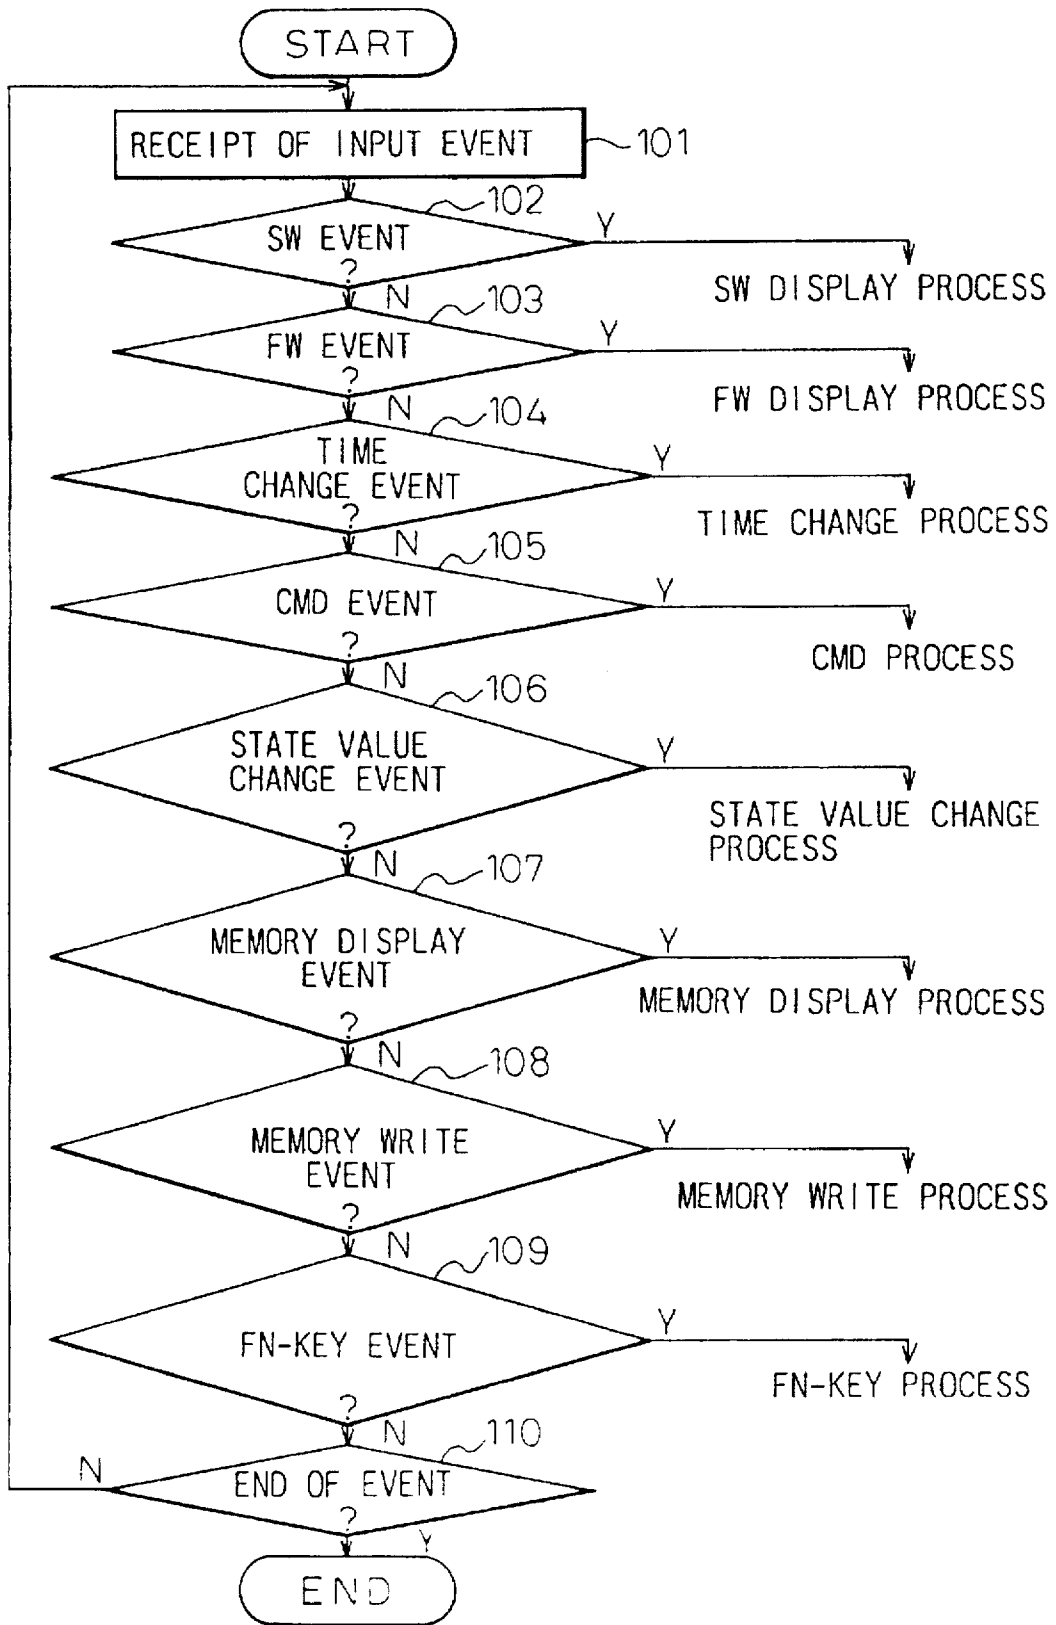 START
RECEIPT OF INPUT EVENT
101
102
SW EVENT
?
Y
N
SW DISPLAY PROCESS
103
FW EVENT
?
Y
N
FW DISPLAY PROCESS
104
TIME
CHANGE EVENT
?
Y
N
TIME CHANGE PROCESS
105
CMD EVENT
?
Y
N
CMD PROCESS
106
STATE VALUE
CHANGE EVENT
?
Y
N
STATE VALUE CHANGE
PROCESS
107
MEMORY DISPLAY
EVENT
?
Y
N
MEMORY DISPLAY PROCESS
108
MEMORY WRITE
EVENT
?
Y
N
MEMORY WRITE PROCESS
109
FN-KEY EVENT
?
Y
N
FN-KEY PROCESS
110
N
END OF EVENT
?
Y
END